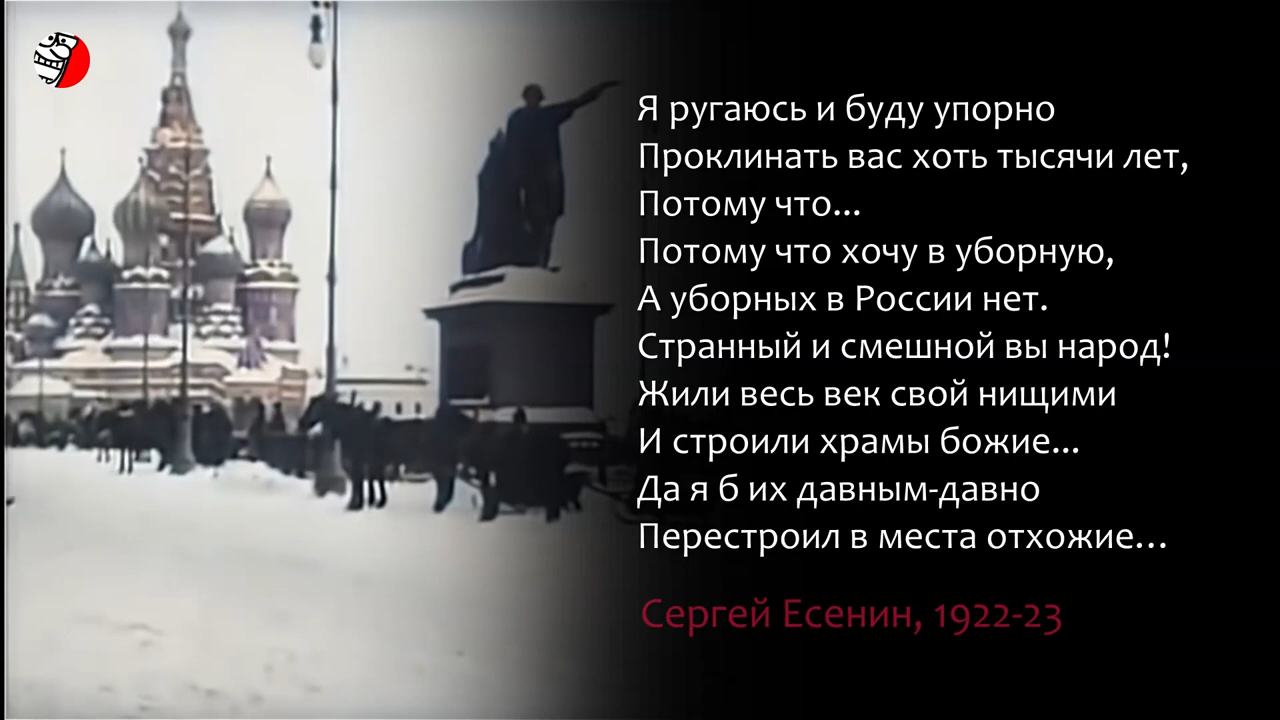 Я ругаюсь и буду упорно
Проклинать вас хоть тысячи лет,
Потому что...
Потому что хочу в уборную,
А уборных в России нет.
Странный и смешной вы народ!
Жили весь век свой нищими
И строили храмы божие...
Да я б их давным-давно
Перестроил в места отхожие…
Сергей Есенин, 1922-23